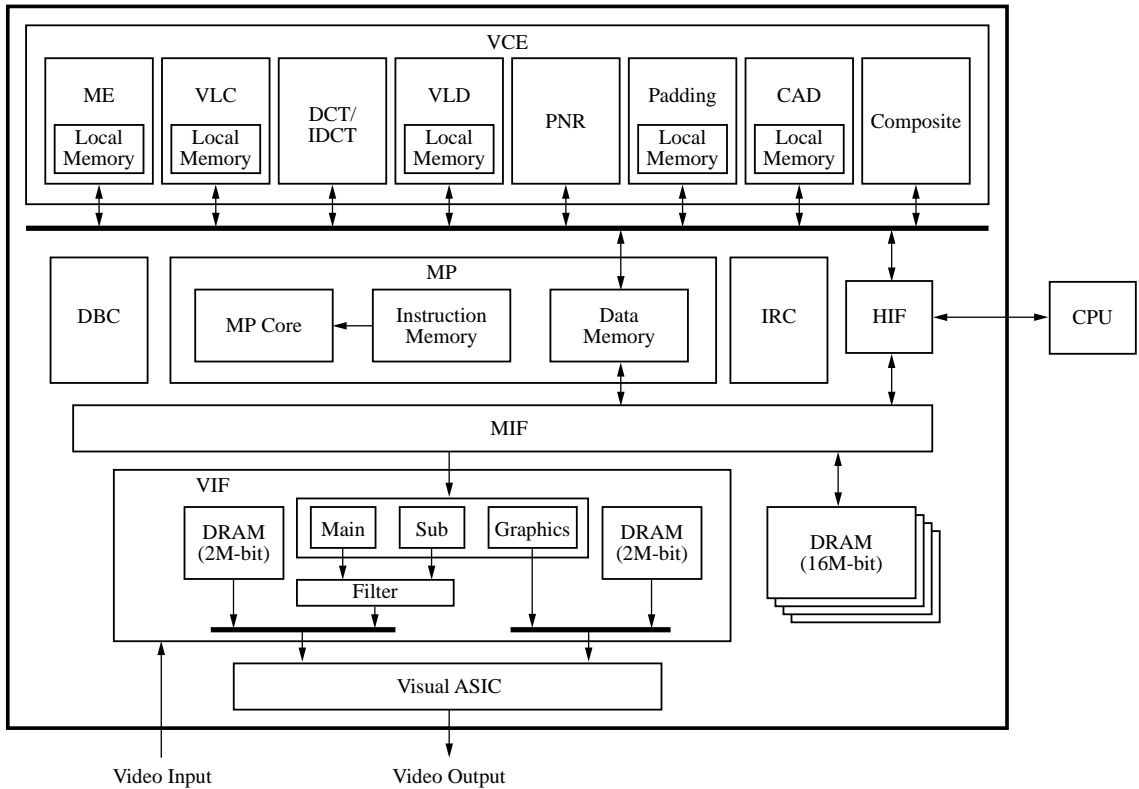 VCE
ME
Local
Memory
VLC
Local
Memory
DCT/
IDCT
VLD
Local
Memory
PNR
Padding
Local
Memory
CAD
Local
Memory
Composite
DBC
MP
MP Core
Instruction
Memory
Data
Memory
IRC
HIF
CPU
MIF
VIF
DRAM
(2M-bit)
Main
Sub
Graphics
DRAM
(2M-bit)
Filter
DRAM
(16M-bit)
Visual ASIC
Video Input
Video Output